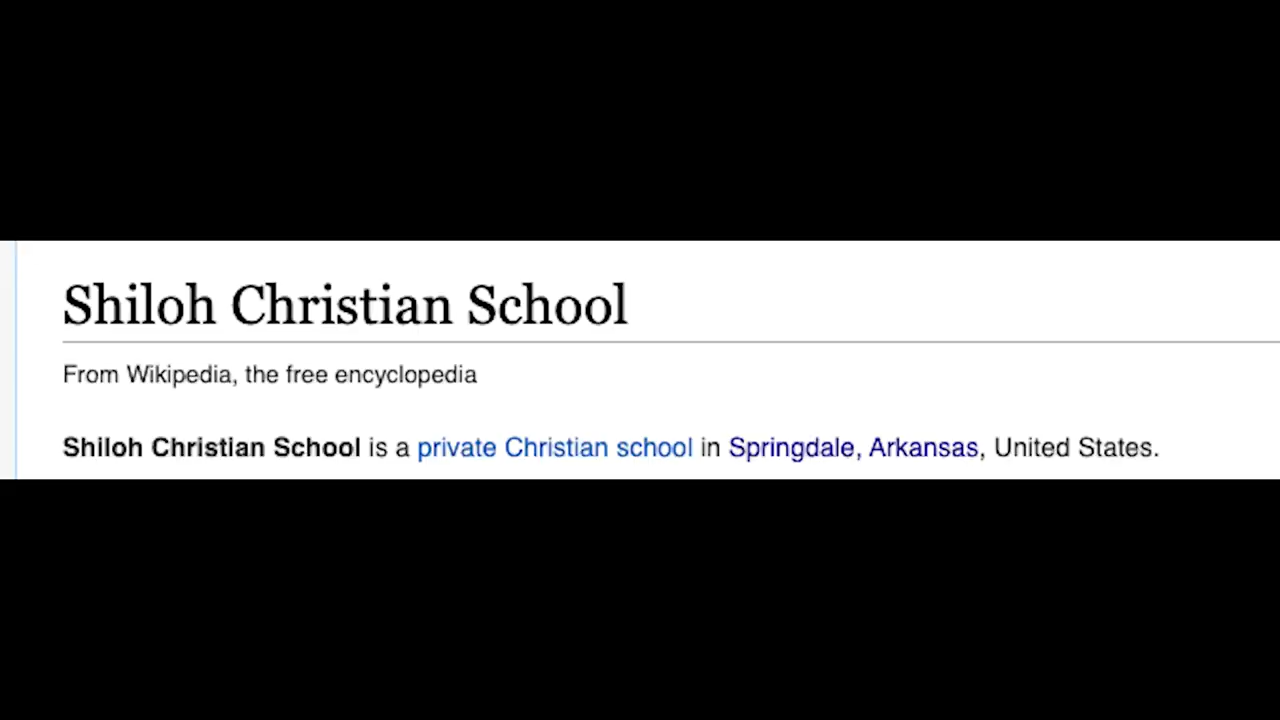 Shiloh Christian School
From Wikipedia, the free encyclopedia
Shiloh Christian School is a private Christian school in Springdale, Arkansas, United States.